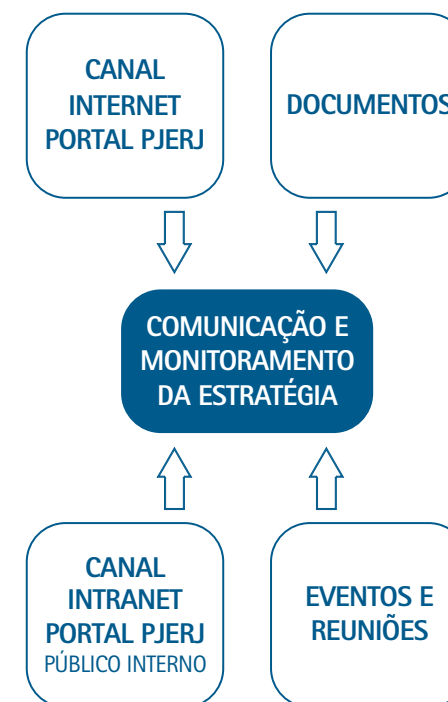 CANAL
INTERNET
PORTAL PJERJ
DOCUMENTOS
COMUNICAÇÃO E
MONITORAMENTO
DA ESTRATÉGIA
CANAL
INTRANET
PORTAL PJERJ
PÚBLICO INTERNO
EVENTOS E
REUNIÕES